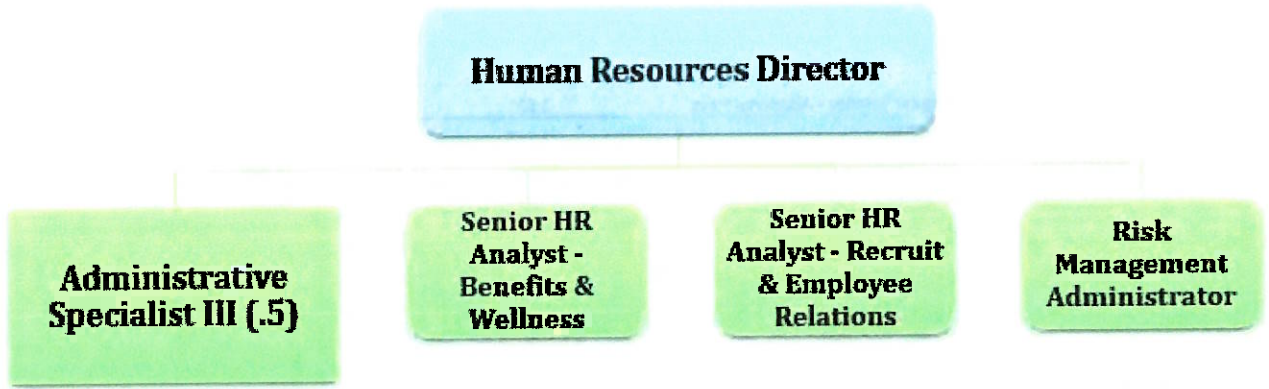 Human Resources Director
Administrative
Specialist III (.5)
Senior HR
Analyst -
Benefits &
Wellness
Senior HR
Analyst - Recruit
& Employee
Relations
Risk
Management
Administrator